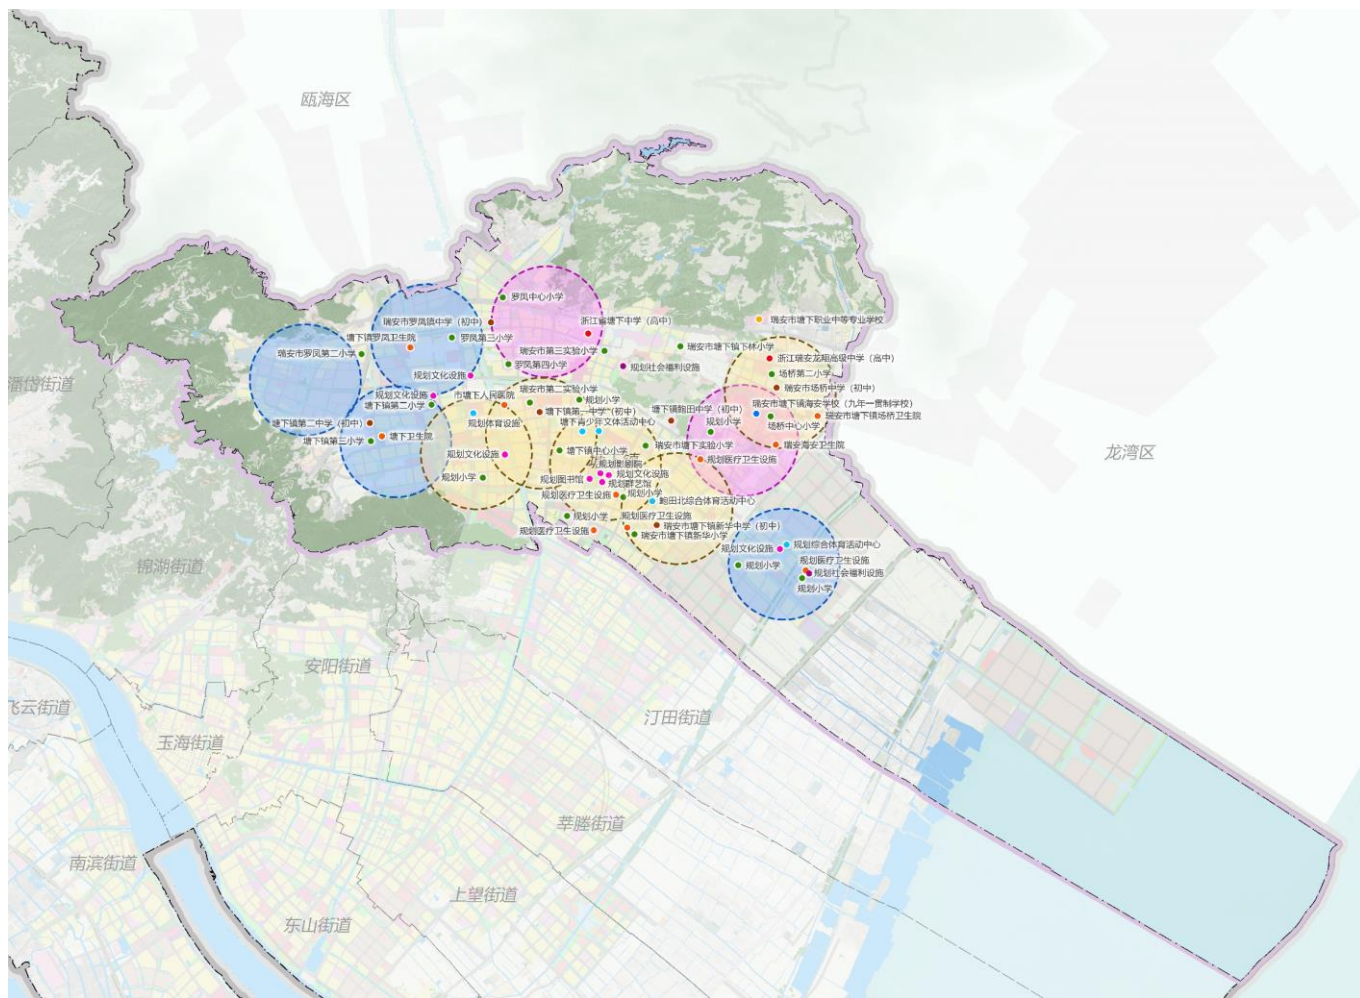 瓯海区
罗凤中心小学
瑞安市罗凤镇中学（初中）
浙江省塘下中学（高中）
瑞安市塘下职业中等专业学校
塘下镇罗凤卫生院
罗凤第三小学
瑞安市塘下镇下林小学
瑞安市罗凤第二小学
瑞安市第三实验小学
浙江瑞安龙翔高级中学（高中）
罗凤第四小学
规划社会福利设施
场桥第二小学
规划文化设施
潘岱街道
瑞安市场桥中学（初中）
瑞安市第二实验小学
规划文化设施
市塘下人民医院
规划小学
塘下镇第二小学
瑞安市塘下镇海安学校（九年一贯制学校）
塘下镇第一中学（初中）
塘下镇鲍田中学（初中）
瑞安市塘下镇场桥卫生院
塘下镇第二中学（初中）
规划体育设施
塘下青少年文体活动中心
规划小学
场桥中心小学
塘下卫生院
塘下镇第三小学
瑞安市塘下实验小学
瑞安海安卫生院
塘下镇中心小学
龙湾区
规划文化设施
规划医疗卫生设施
规划影剧院
规划文化设施
规划小学
规划图书馆
规划群艺馆
规划医疗卫生设施
规划小学
鲍田北综合体育活动中心
规划小学
规划医疗卫生设施
瑞安市塘下镇新华中学（初中）
规划医疗卫生设施
瑞安市塘下镇新华小学
规划综合体育活动中心
规划文化设施
规划医疗卫生设施
锦湖街道
规划小学
规划社会福利设施
规划小学
安阳街道
飞云街道
汀田街道
玉海街道
莘塍街道
南滨街道
上望街道
东山街道